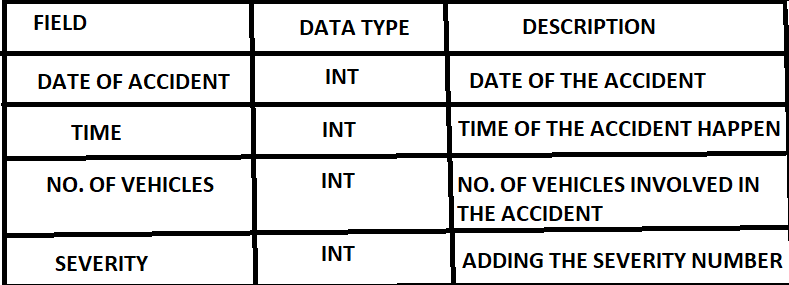 FIELD DATA TYPE DESCRIPTION
DATE OF ACCIDENT INT DATE OF THE ACCIDENT
TIME INT TIME OF THE ACCIDENT HAPPEN
NO. OF VEHICLES INT NO. OF VEHICLES INVOLVED IN
THE ACCIDENT
SEVERITY INT ADDING THE SEVERITY NUMBER